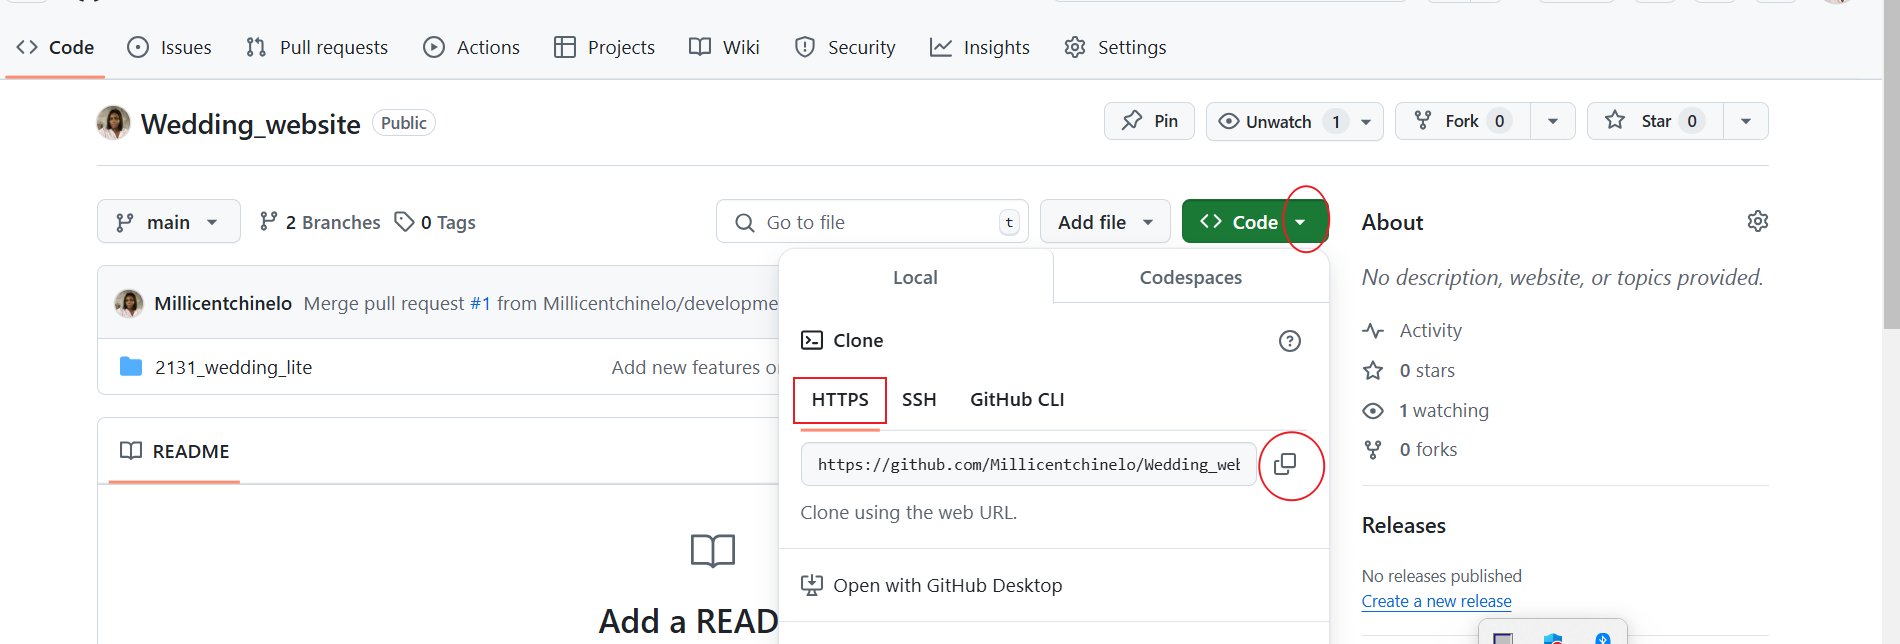 Code Issues Pull requests Actions Projects Wiki Security Insights Settings
Wedding_website Public Pin Unwatch 1 Fork 0 Star 0
main 2 Branches 0 Tags Go to file t Add file Code
Local Codespaces
Millicentchinelo Merge pull request #1 from Millicentchinelo/developme
2131_wedding_lite Add new features o
Clone
HTTPS SSH GitHub CLI
https://github.com/Millicentchinelo/Wedding_web
Clone using the web URL.
Open with GitHub Desktop
README
Add a READ
About
No description, website, or topics provided.
Activity
0 stars
1 watching
0 forks
Releases
No releases published
Create a new release